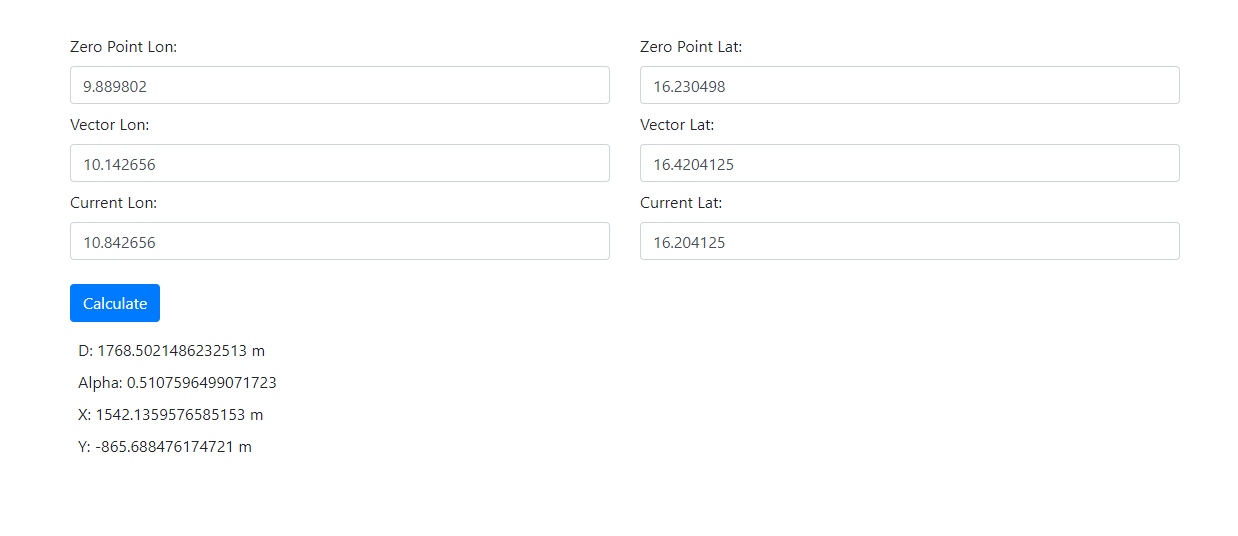 Zero Point Lon:
Zero Point Lat:
9.889802
16.230498
Vector Lon:
Vector Lat:
10.142656
16.4204125
Current Lon:
Current Lat:
10.842656
16.204125
Calculate
D: 1768.5021486232513 m
Alpha: 0.5107596499071723
X: 1542.1359576585153 m
Y: -865.688476174721 m